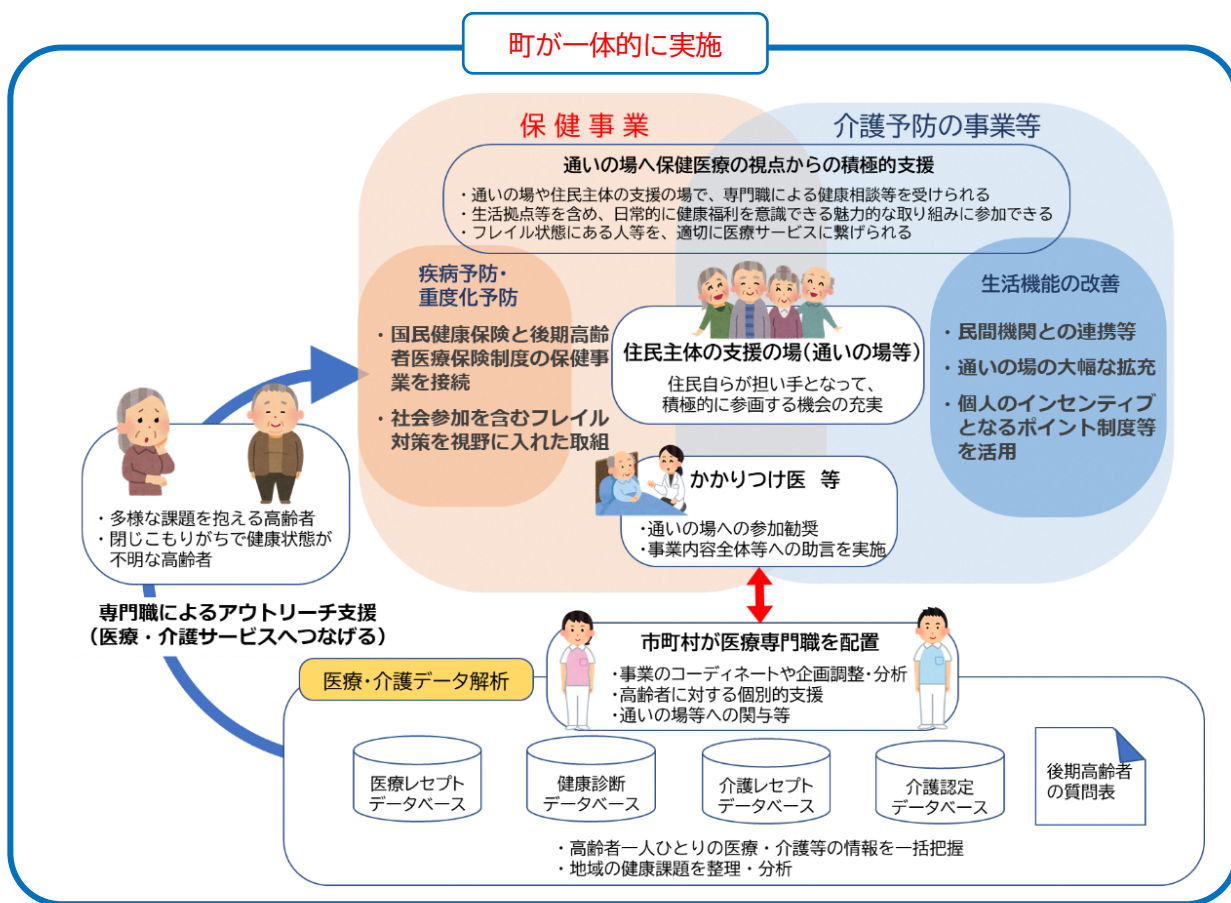 町が一体的に実施
保健事業
介護予防の事業等
通いの場へ保健医療の視点からの積極的支援
・通いの場や住民主体の支援の場で、専門職による健康相談等を受けられる
・生活拠点等を含め、日常的に健康福利を意識できる魅力的な取り組みに参加できる
・フレイル状態にある人等を、適切に医療サービスに繋げられる
疾病予防・
重度化予防
・国民健康保険と後期高齢
者医療保険制度の保健事
業を接続
・社会参加を含むフレイル
対策を視野に入れた取組
住民主体の支援の場(通いの場等)
住民自らが担い手となって、
積極的に参画する機会の充実
生活機能の改善
・民間機関との連携等
・通いの場の大幅な拡充
・個人のインセンティブ
となるポイント制度等
を活用
かかりつけ医 等
・通いの場への参加勧奨
・事業内容全体等への助言を実施
・多様な課題を抱える高齢者
・閉じこもりがちで健康状態が
不明な高齢者
専門職によるアウトリーチ支援
(医療・介護サービスへつなげる)
市町村が医療専門職を配置
・事業のコーディネートや企画調整・分析
・高齢者に対する個別的支援
・通いの場等への関与等
医療・介護データ解析
医療レセプト
データベース
健康診断
データベース
介護レセプト
データベース
介護認定
データベース
後期高齢者
の質問表
・高齢者一人ひとりの医療・介護等の情報を一括把握
・地域の健康課題を整理・分析